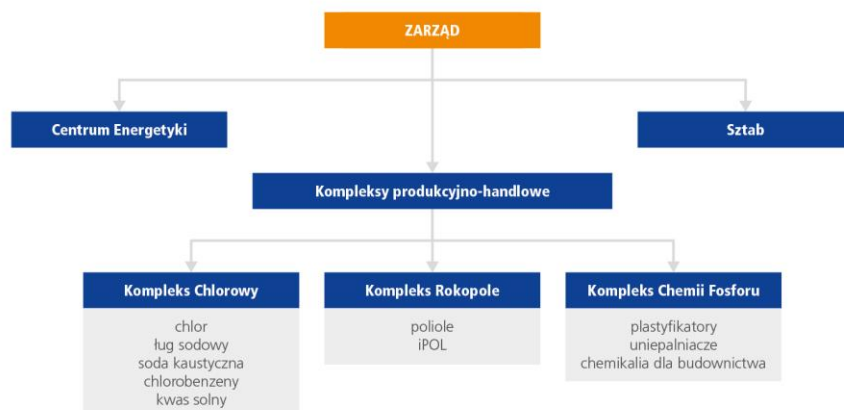 ZARZĄD
Centrum Energetyki
Sztab
Kompleksy produkcyjno-handlowe
Kompleks Chlorowy
chlor
ług sodowy
soda kaustyczna
chlorobenzeny
kwas solny
Kompleks Rokopole
poliole
iPOL
Kompleks Chemii Fosforu
plastyfikatory
uniepalniacze
chemikalia dla budownictwa